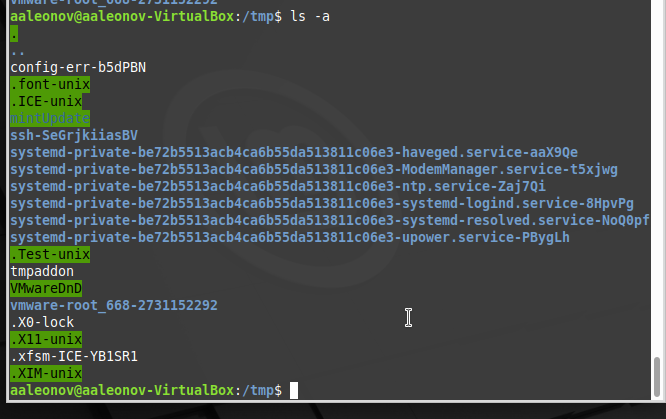 vmware-root_668-2731152292
aaleonov@aaleonov-VirtualBox:/tmp$ ls -a
.
..
config-err-b5dPBN
.font-unix
.ICE-unix
mintUpdate
ssh-SeGrjkiiasBV
systemd-private-be72b5513acb4ca6b55da513811c06e3-haveged.service-aaX9Qe
systemd-private-be72b5513acb4ca6b55da513811c06e3-ModemManager.service-t5xjwg
systemd-private-be72b5513acb4ca6b55da513811c06e3-ntp.service-Zaj7Qi
systemd-private-be72b5513acb4ca6b55da513811c06e3-systemd-logind.service-8HpvPg
systemd-private-be72b5513acb4ca6b55da513811c06e3-systemd-resolved.service-NoQ0pf
systemd-private-be72b5513acb4ca6b55da513811c06e3-upower.service-PBygLh
.Test-unix
tmpaddon
VMwareDnD
vmware-root_668-2731152292
.X0-lock
.X11-unix
.xfsm-ICE-YB1SR1
.XIM-unix
aaleonov@aaleonov-VirtualBox:/tmp$